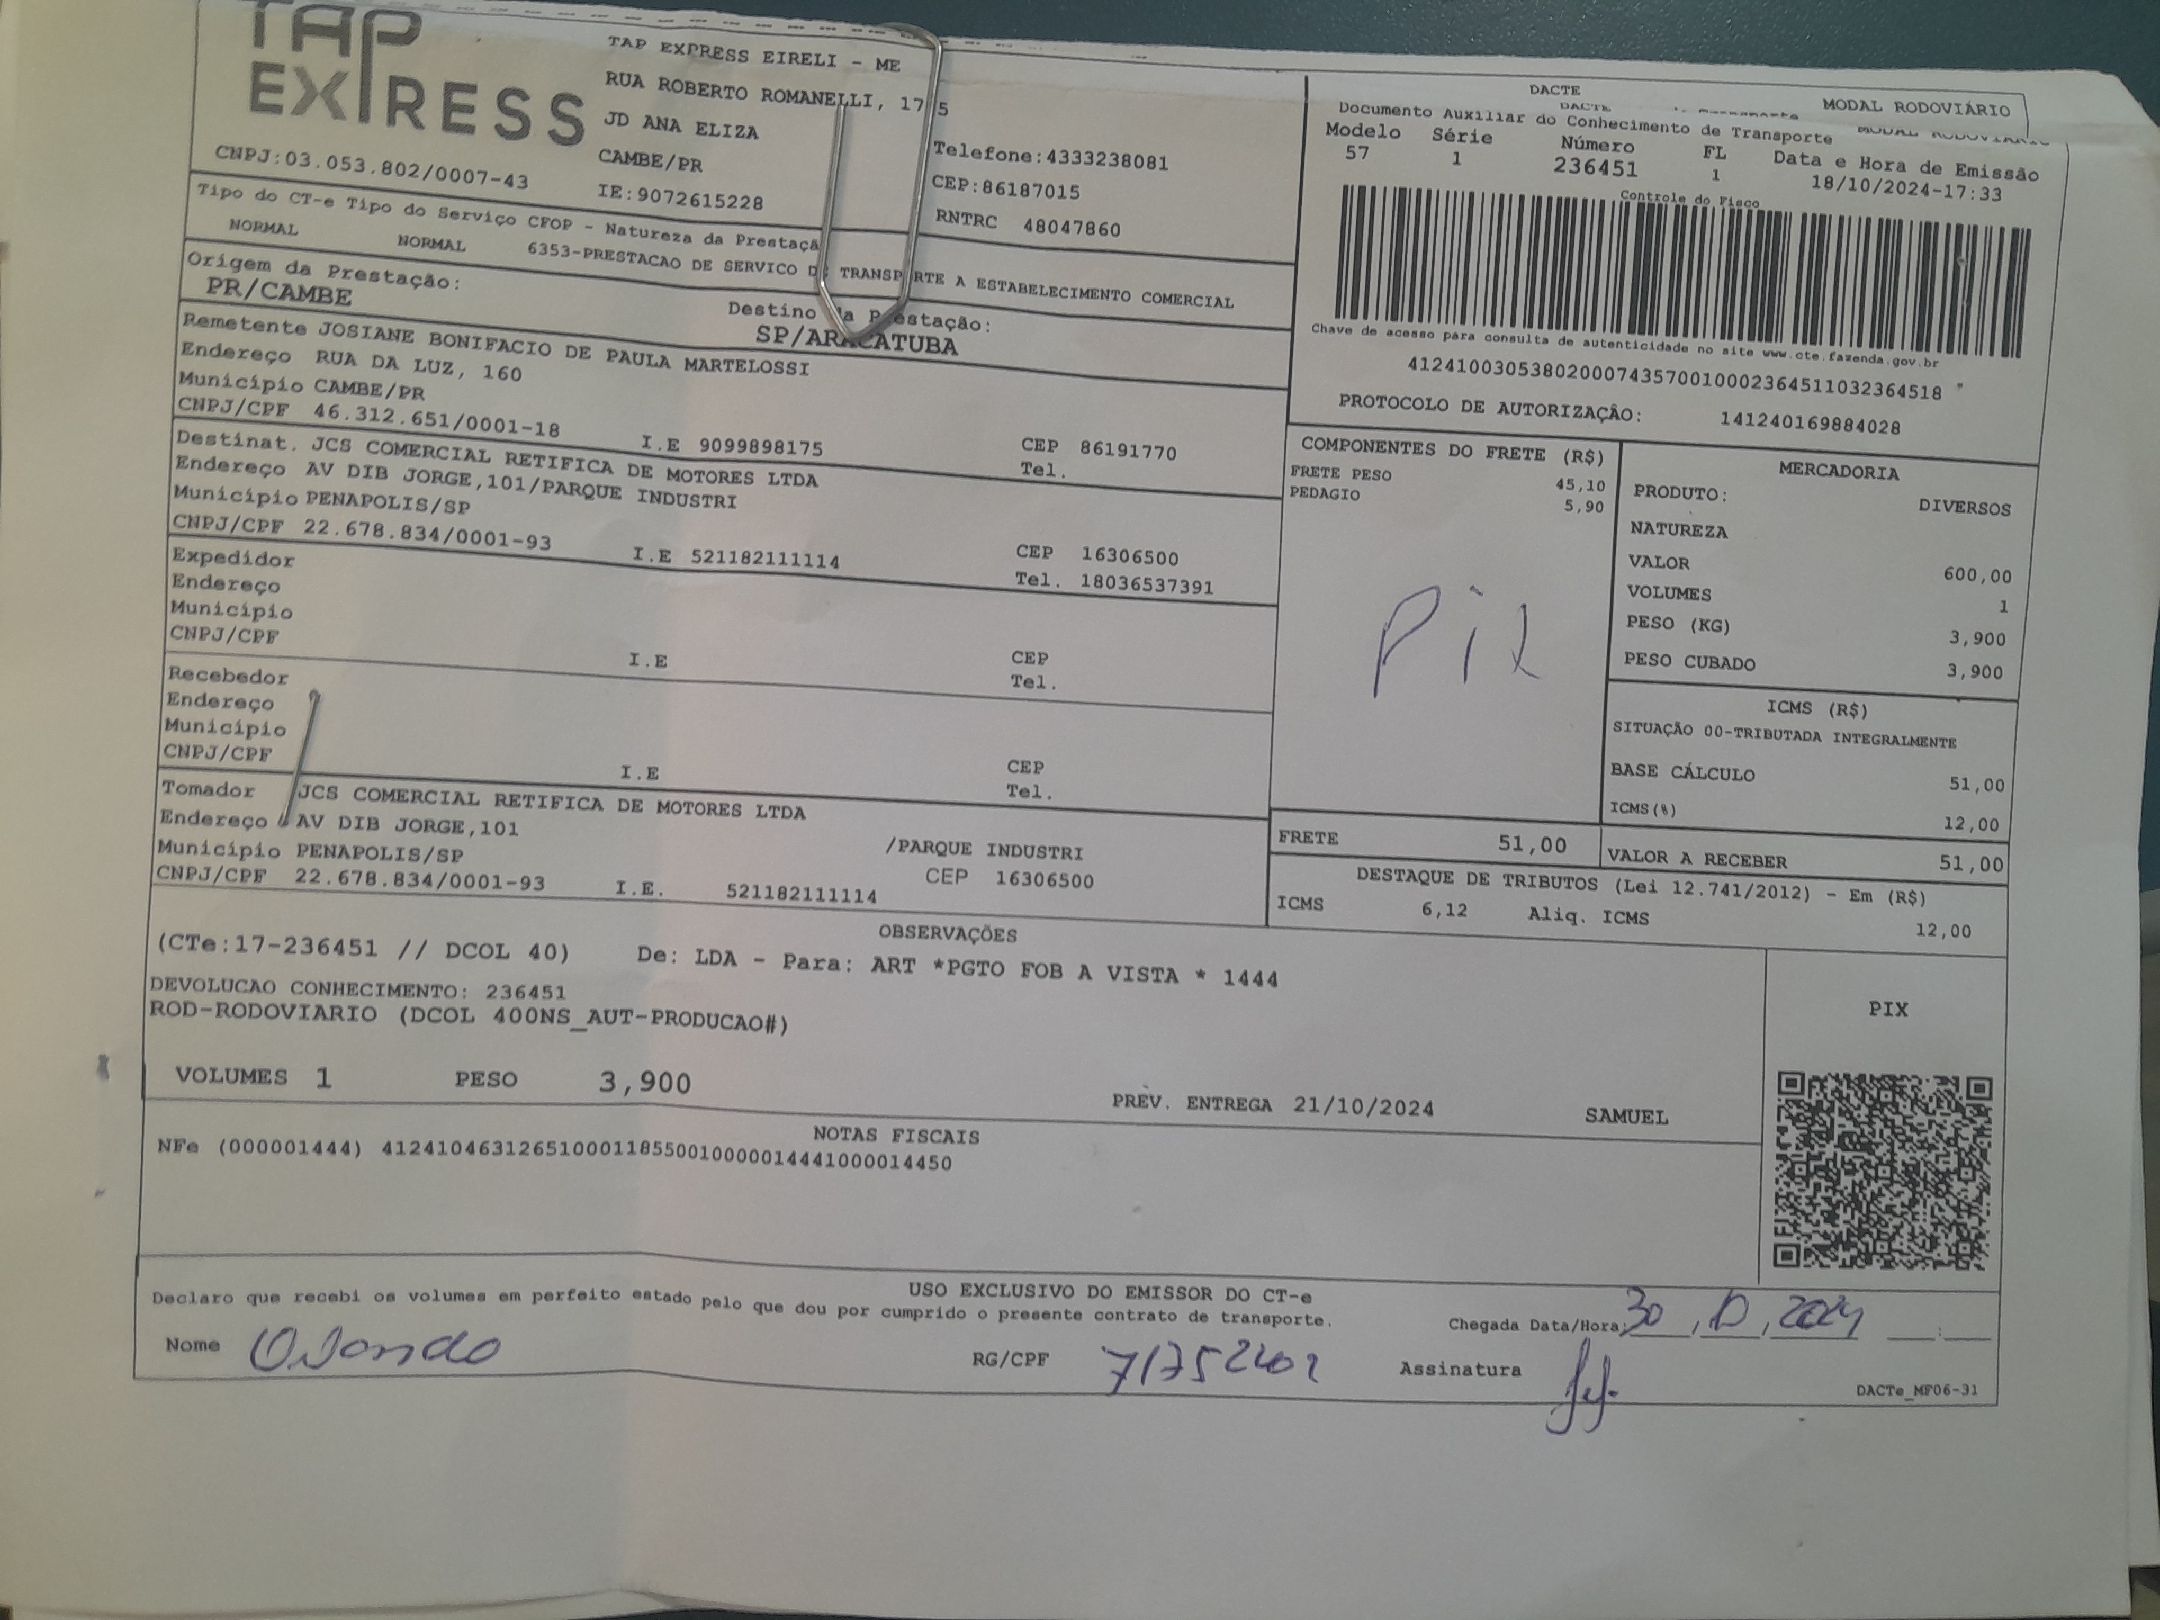 TAP
EXPRESS
TAP EXPRESS EIRELI - ME
RUA ROBERTO ROMANELLI,
JD ANA ELIZA
CAMBE/PR
CNPJ:03.053.802/0007-43
IE:9072615228
Telefone:4333238081
CEP:86187015
RNTRC 48047860
DACTE
DACTE
MODAL RODOVIÁRIO
Documento Auxiliar do Conhecimento de Transporte
MODAL RODOVIÁRIO
Modelo Série Número FL Data e Hora de Emissão
57 1 236451 1 18/10/2024-17:33
Controle do Fisco
Chave de acesso para consulta de autenticidade no site www.cte.fazenda.gov.br
41241003053802000743570010002364511032364518
PROTOCOLO DE AUTORIZAÇÃO: 141240169884028
Tipo do CT-e Tipo do Serviço CFOP - Natureza da Prestaçã
NORMAL NORMAL 6353-PRESTACAO DE SERVICO DE TRANSPORTE A ESTABELECIMENTO COMERCIAL
Origem da Prestação:
PR/CAMBE
Destino da Prestação:
SP/ARACATUBA
Remetente JOSIANE BONIFACIO DE PAULA MARTELOSSI
Endereço RUA DA LUZ, 160
Município CAMBE/PR
CNPJ/CPF 46.312.651/0001-18 I.E 9099898175 CEP 86191770
Tel.
Destinat. JCS COMERCIAL RETIFICA DE MOTORES LTDA
Endereço AV DIB JORGE,101/PARQUE INDUSTRI
Município PENAPOLIS/SP
CNPJ/CPF 22.678.834/0001-93 I.E 521182111114 CEP 16306500
Tel. 18036537391
Expedidor
Endereço
Município
CNPJ/CPF
I.E CEP
Tel.
Recebedor
Endereço
Município
CNPJ/CPF
I.E CEP
Tel.
Tomador JCS COMERCIAL RETIFICA DE MOTORES LTDA
Endereço AV DIB JORGE,101 /PARQUE INDUSTRI
Município PENAPOLIS/SP CEP 16306500
CNPJ/CPF 22.678.834/0001-93 I.E. 521182111114
COMPONENTES DO FRETE (R$)
FRETE PESO 45,10
PEDAGIO 5,90
Pix
MERCADORIA
PRODUTO: DIVERSOS
NATUREZA
VALOR 600,00
VOLUMES 1
PESO (KG) 3,900
PESO CUBADO 3,900
ICMS (R$)
SITUAÇÃO 00-TRIBUTADA INTEGRALMENTE
BASE CÁLCULO 51,00
ICMS(%) 12,00
FRETE 51,00 VALOR A RECEBER 51,00
DESTAQUE DE TRIBUTOS (Lei 12.741/2012) - Em (R$)
ICMS 6,12 Aliq. ICMS 12,00
OBSERVAÇÕES
(CTe:17-236451 // DCOL 40) De: LDA - Para: ART *PGTO FOB A VISTA * 1444
DEVOLUCAO CONHECIMENTO: 236451
ROD-RODOVIARIO (DCOL 400NS_AUT-PRODUCAO#)
VOLUMES 1 PESO 3,900
PREV. ENTREGA 21/10/2024 SAMUEL
PIX
NOTAS FISCAIS
NFe (000001444) 41241046312651000118550010000014441000014450
USO EXCLUSIVO DO EMISSOR DO CT-e
Declaro que recebi os volumes em perfeito estado pelo que dou por cumprido o presente contrato de transporte.
Chegada Data/Hora: 30, 10, 2024 :
Nome RG/CPF Assinatura
DACTe_MF06-31